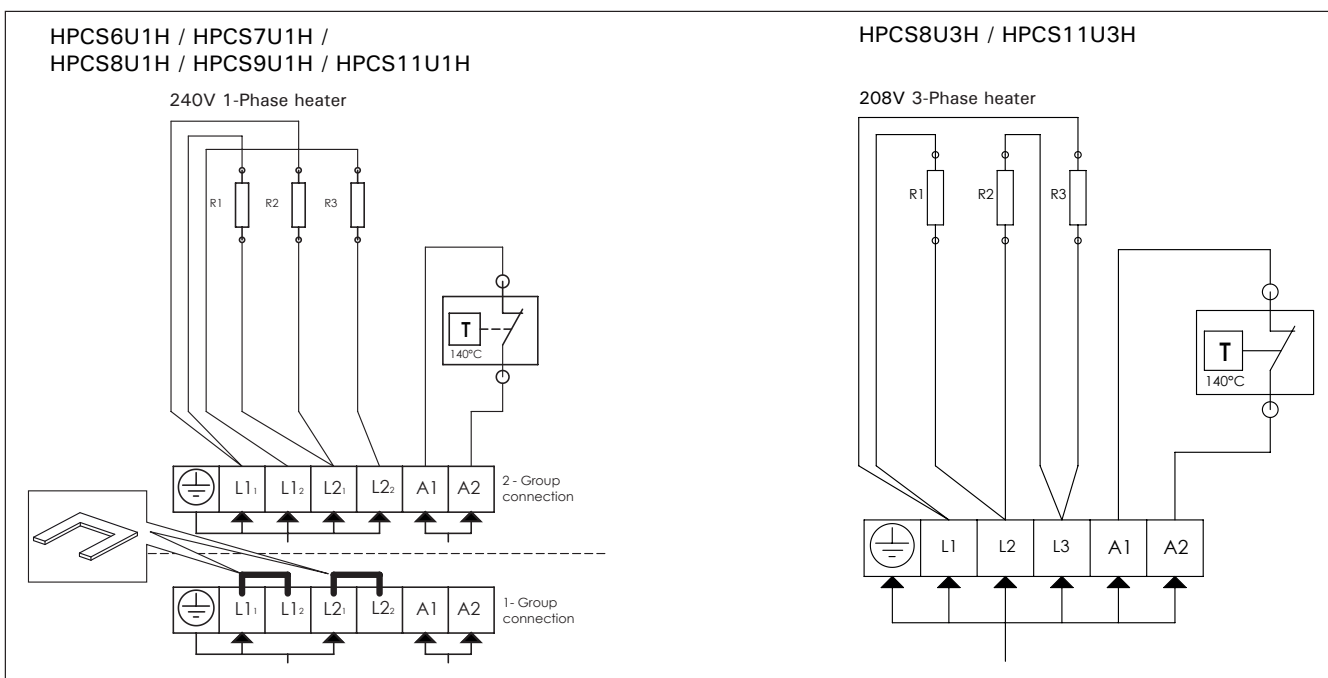 HPCS6U1H / HPCS7U1H /
HPCS8U1H / HPCS9U1H / HPCS11U1H
240V 1-Phase heater
R1 R2 R3
T
140°C
L1₁ L1₂ L2₁ L2₂ A1 A2
2 - Group
connection
L1₁ L1₂ L2₁ L2₂ A1 A2
1- Group
connection
HPCS8U3H / HPCS11U3H
208V 3-Phase heater
R1 R2 R3
T
140°C
L1 L2 L3 A1 A2